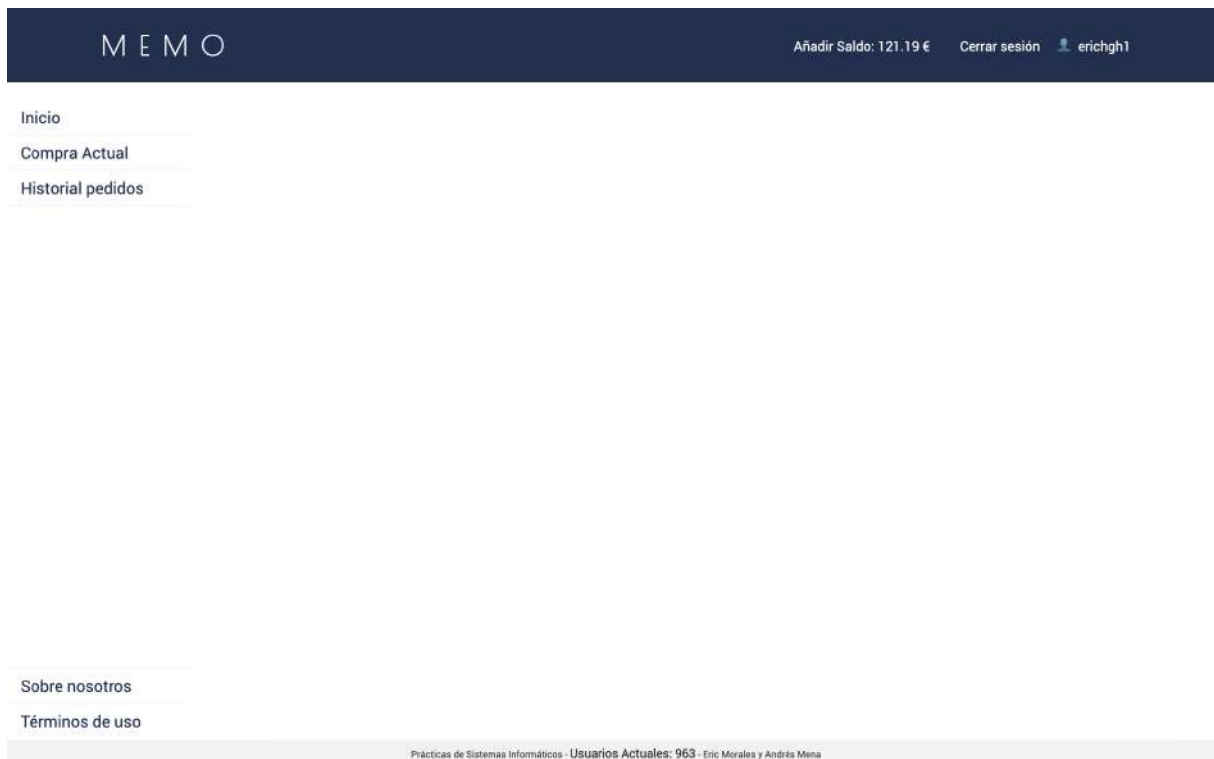 MEMO
Añadir Saldo: 121.19 € Cerrar sesión erichgh1
Inicio
Compra Actual
Historial pedidos
Sobre nosotros
Términos de uso
Prácticas de Sistemas Informáticos - Usuarios Actuales: 963 - Eric Morales y Andrés Mena